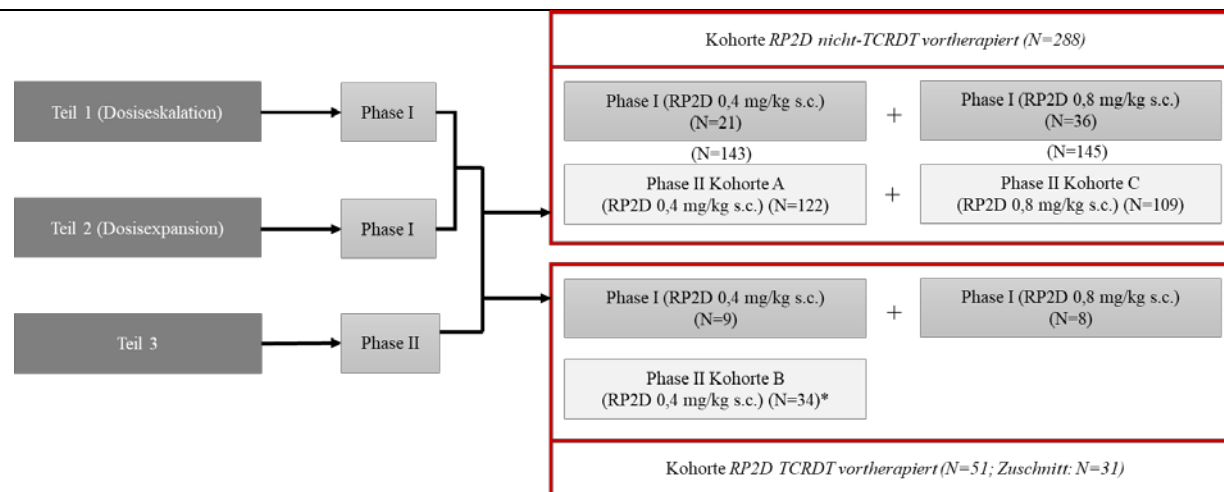 Kohorte RP2D nicht-TCRDT vortherapiert (N=288)
Teil 1 (Dosiseskalation)
Phase I
Phase I (RP2D 0,4 mg/kg s.c.)
(N=21)
+
Phase I (RP2D 0,8 mg/kg s.c.)
(N=36)
(N=143)
(N=145)
Phase II Kohorte A
(RP2D 0,4 mg/kg s.c.) (N=122)
+
Phase II Kohorte C
(RP2D 0,8 mg/kg s.c.) (N=109)
Teil 2 (Dosisexpansion)
Phase I
Phase I (RP2D 0,4 mg/kg s.c.)
(N=9)
+
Phase I (RP2D 0,8 mg/kg s.c.)
(N=8)
Teil 3
Phase II
Phase II Kohorte B
(RP2D 0,4 mg/kg s.c.) (N=34)*
Kohorte RP2D TCRDT vortherapiert (N=51; Zuschnitt: N=31)